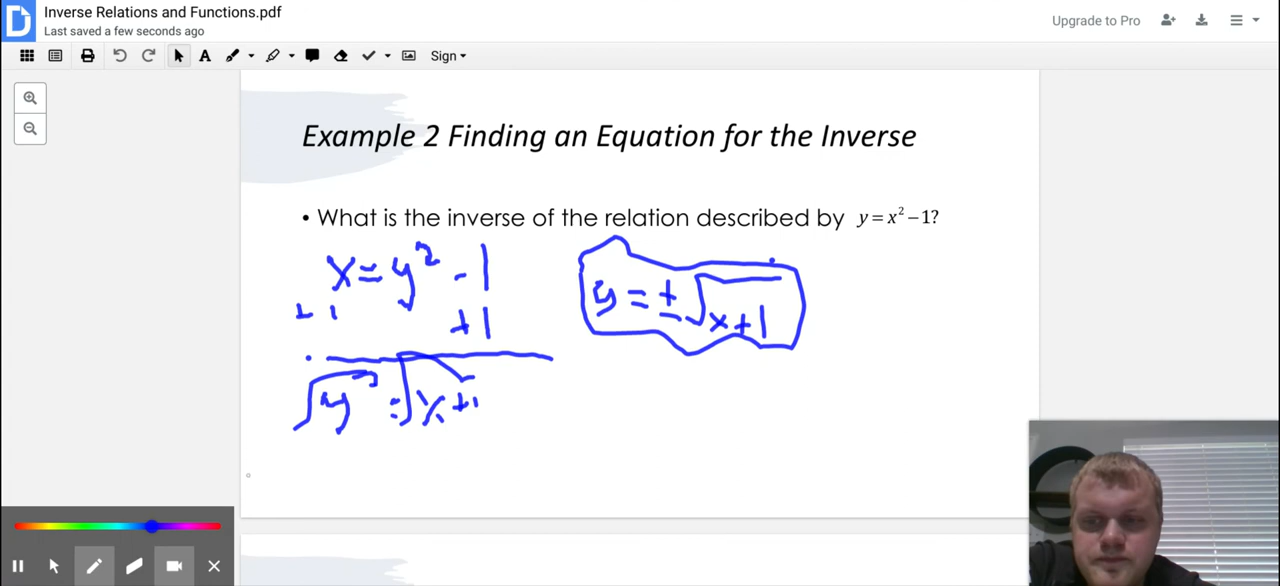 Inverse Relations and Functions.pdf
Last saved a few seconds ago
Upgrade to Pro
A
Sign
Example 2 Finding an Equation for the Inverse
• What is the inverse of the relation described by y = x² – 1?
x = y² - 1
+1 +1
√y² = √x+1
y = ± √x+1